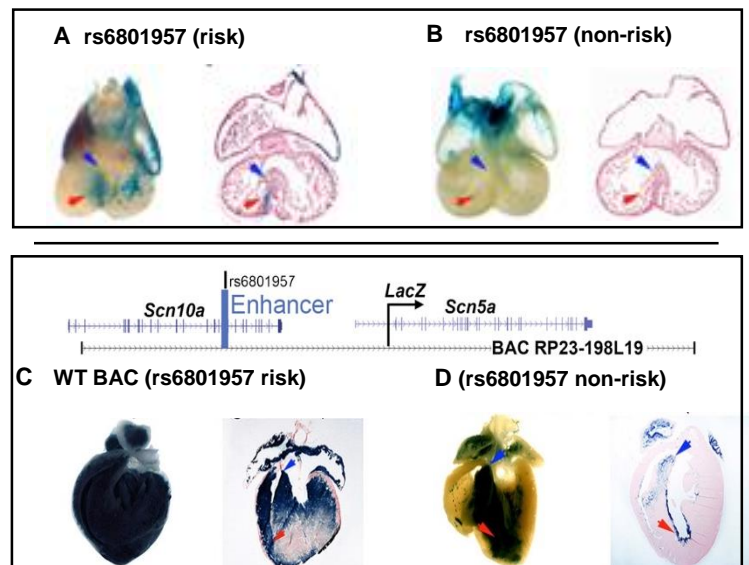 A rs6801957 (risk)
B rs6801957 (non-risk)
rs6801957
Enhancer
Scn10a
LacZ
Scn5a
BAC RP23-198L19
C WT BAC (rs6801957 risk)
D (rs6801957 non-risk)